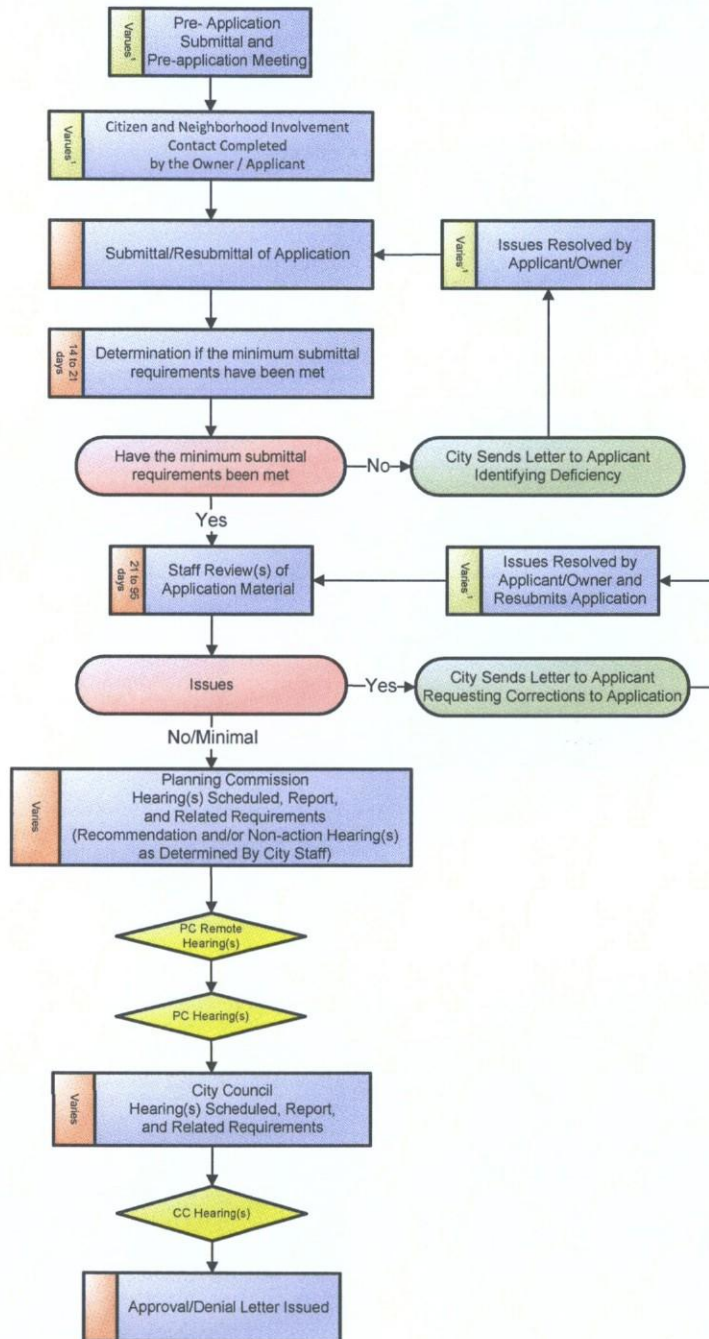 Varues¹
Pre- Application
Submittal and
Pre-application Meeting
Varues¹
Citizen and Neighborhood Involvement
Contact Completed
by the Owner / Applicant
Submittal/Resubmittal of Application
Varies¹
Issues Resolved by
Applicant/Owner
14 to 21
days
Determination if the minimum submittal
requirements have been met
Have the minimum submittal
requirements been met
No
City Sends Letter to Applicant
Identifying Deficiency
Yes
21 to 95
days
Staff Review(s) of
Application Material
Varies¹
Issues Resolved by
Applicant/Owner and
Resubmits Application
Issues
Yes
City Sends Letter to Applicant
Requesting Corrections to Application
No/Minimal
Varies
Planning Commission
Hearing(s) Scheduled, Report,
and Related Requirements
(Recommendation and/or Non-action Hearing(s)
as Determined By City Staff)
PC Remote
Hearing(s)
PC Hearing(s)
Varies
City Council
Hearing(s) Scheduled, Report,
and Related Requirements
CC Hearing(s)
Approval/Denial Letter Issued